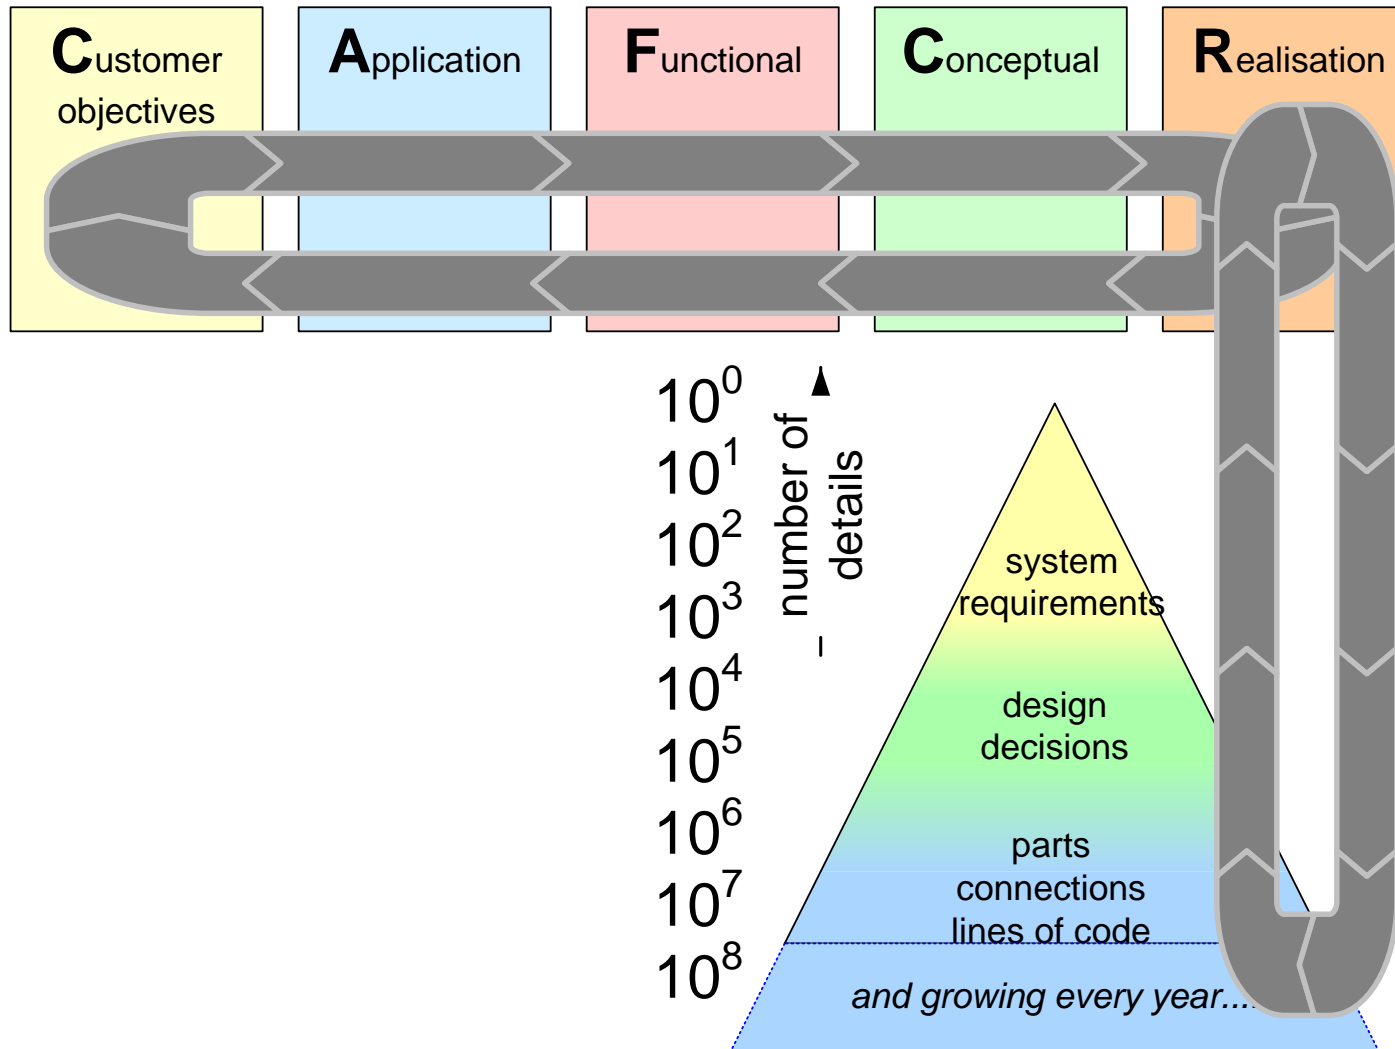 Customer
objectives
Application
Functional
Conceptual
Realisation
10^0
10^1
10^2
10^3
10^4
10^5
10^6
10^7
10^8
number of
details
system
requirements
design
decisions
parts
connections
lines of code
and growing every year....